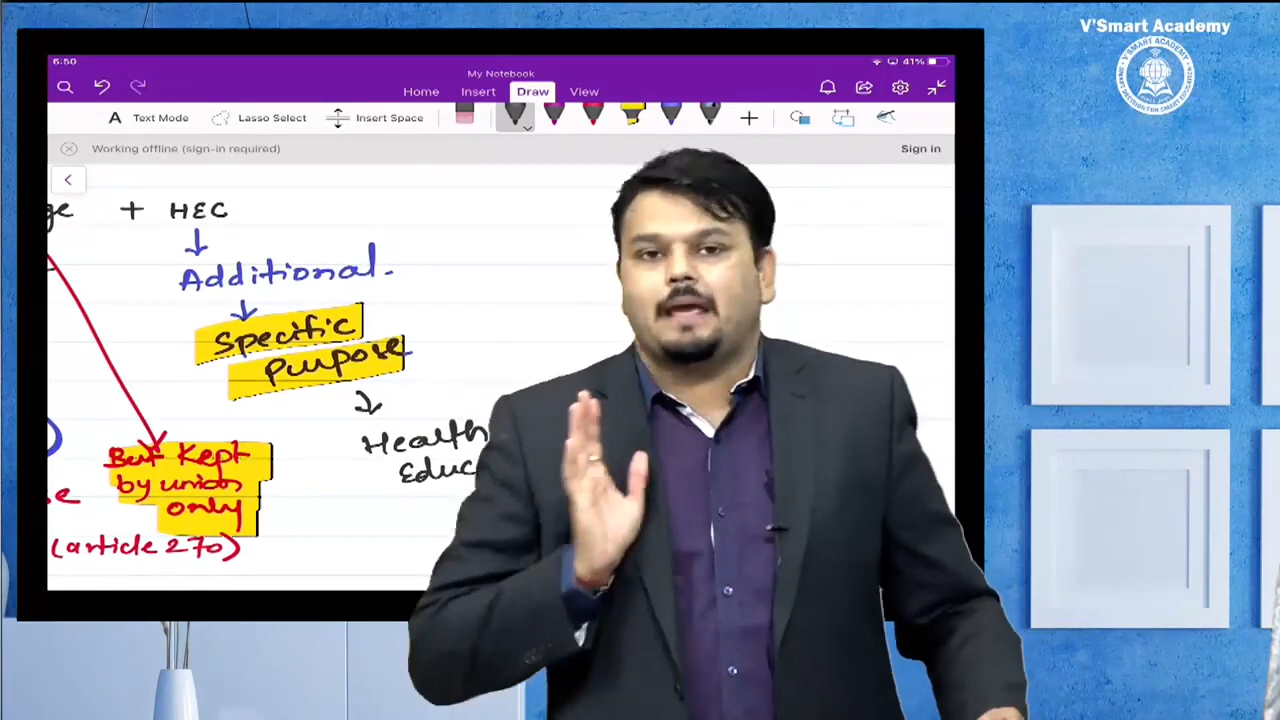 V'Smart Academy
6:50
41%
My Notebook
Home Insert Draw View
Text Mode Lasso Select Insert Space
Working offline (sign-in required) Sign in
ge + HEC
Additional.
Specific
Purpose
Health
Educ
But kept
by union
only
(article 270)